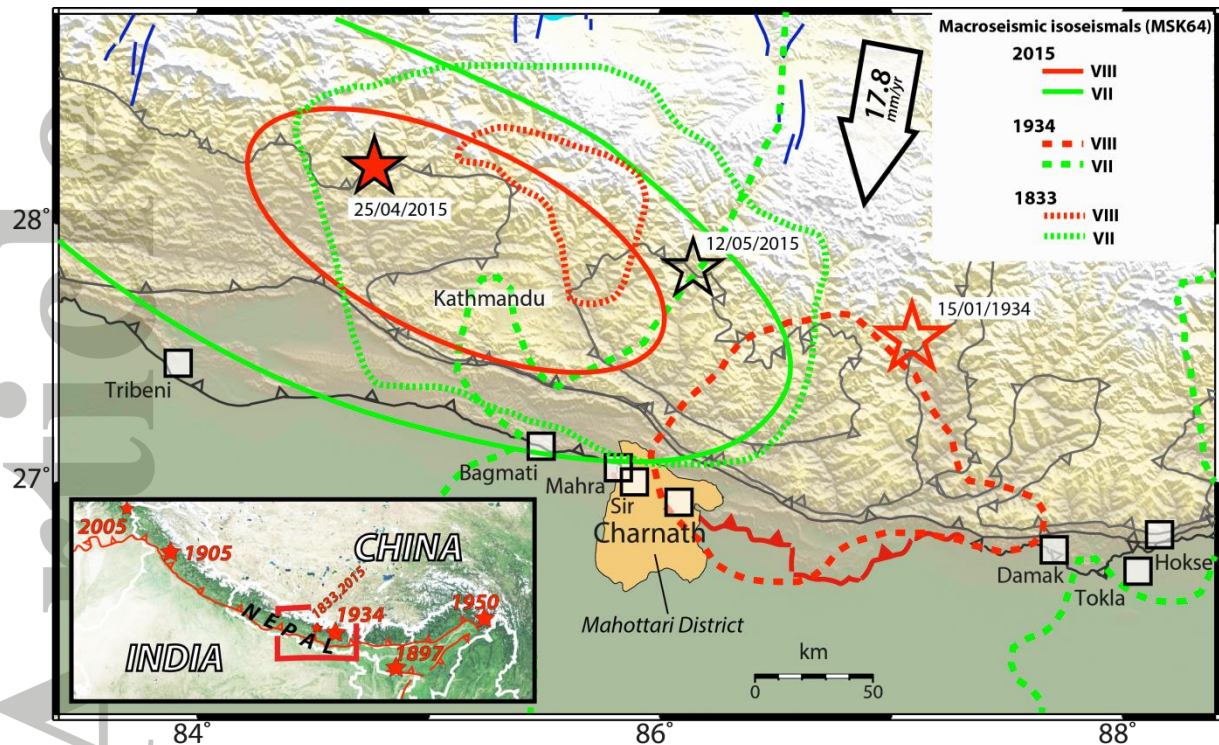 Macroseismic isoseismals (MSK64)
2015
VIII
VII
1934
VIII
VII
1833
VIII
VII
17.8
mm/yr
28°
25/04/2015
12/05/2015
15/01/1934
Kathmandu
Tribeni
Bagmati
27°
Mahra
Sir
Charnath
Damak
Hokse
Tokla
Mahottari District
km
0 50
2005
1905
CHINA
1833,2015
1934
1950
NEPAL
INDIA
1897
84°
86°
88°